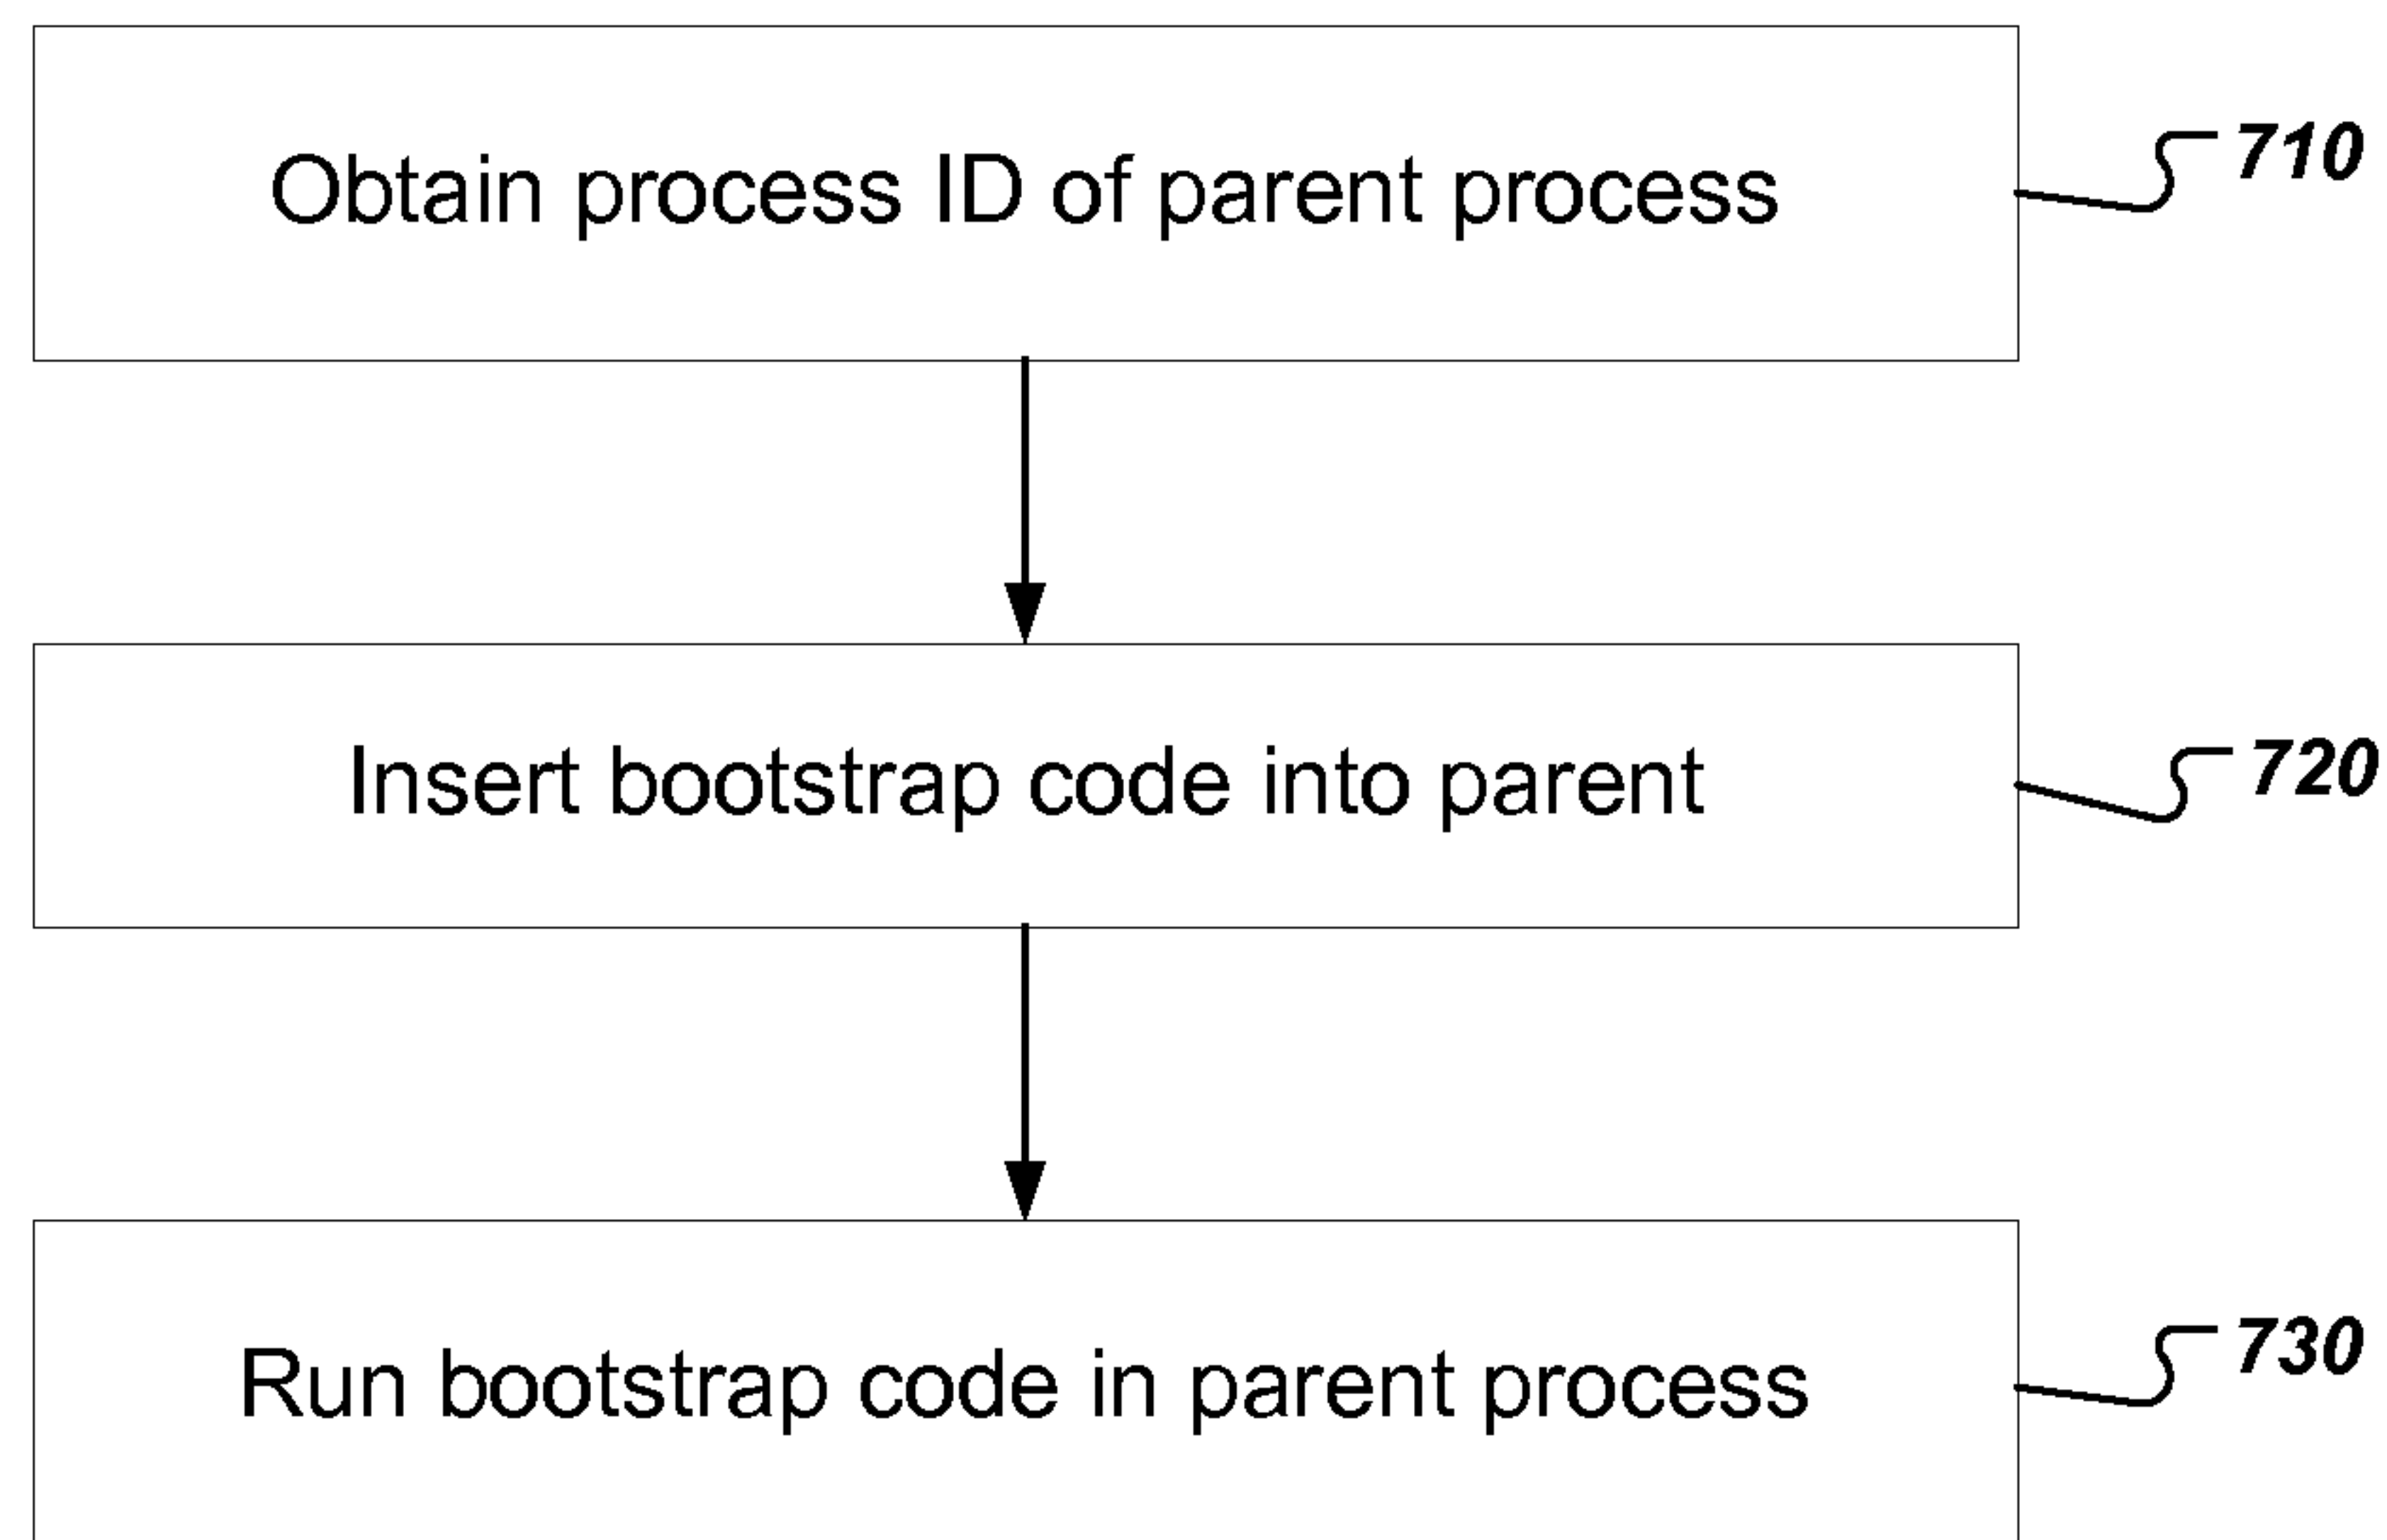 Obtain process ID of parent process
710
Insert bootstrap code into parent
720
Run bootstrap code in parent process
730